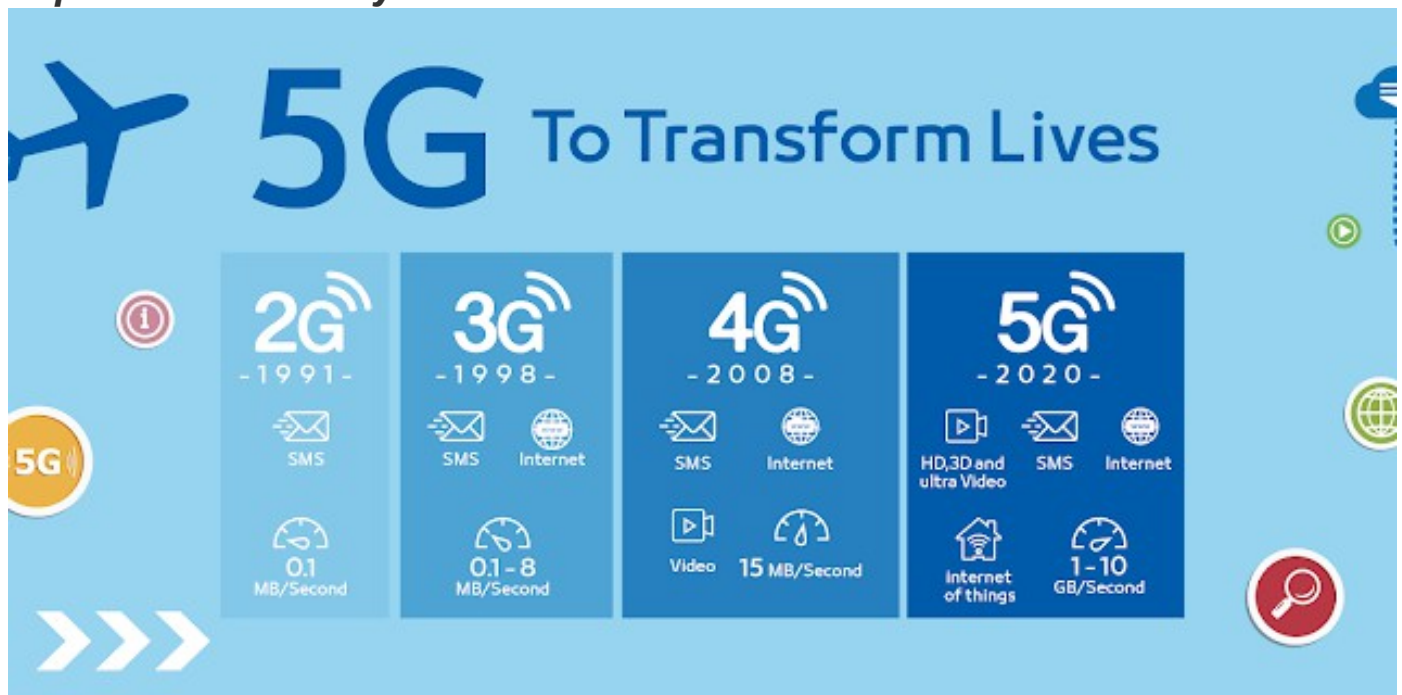 5G To Transform Lives
2G
-1991-
SMS
0.1
MB/Second
3G
-1998-
SMS Internet
0.1-8
MB/Second
4G
-2008-
SMS Internet
Video 15 MB/Second
5G
-2020-
HD,3D and
ultra Video
SMS Internet
internet
of things
1-10
GB/Second
5G
i